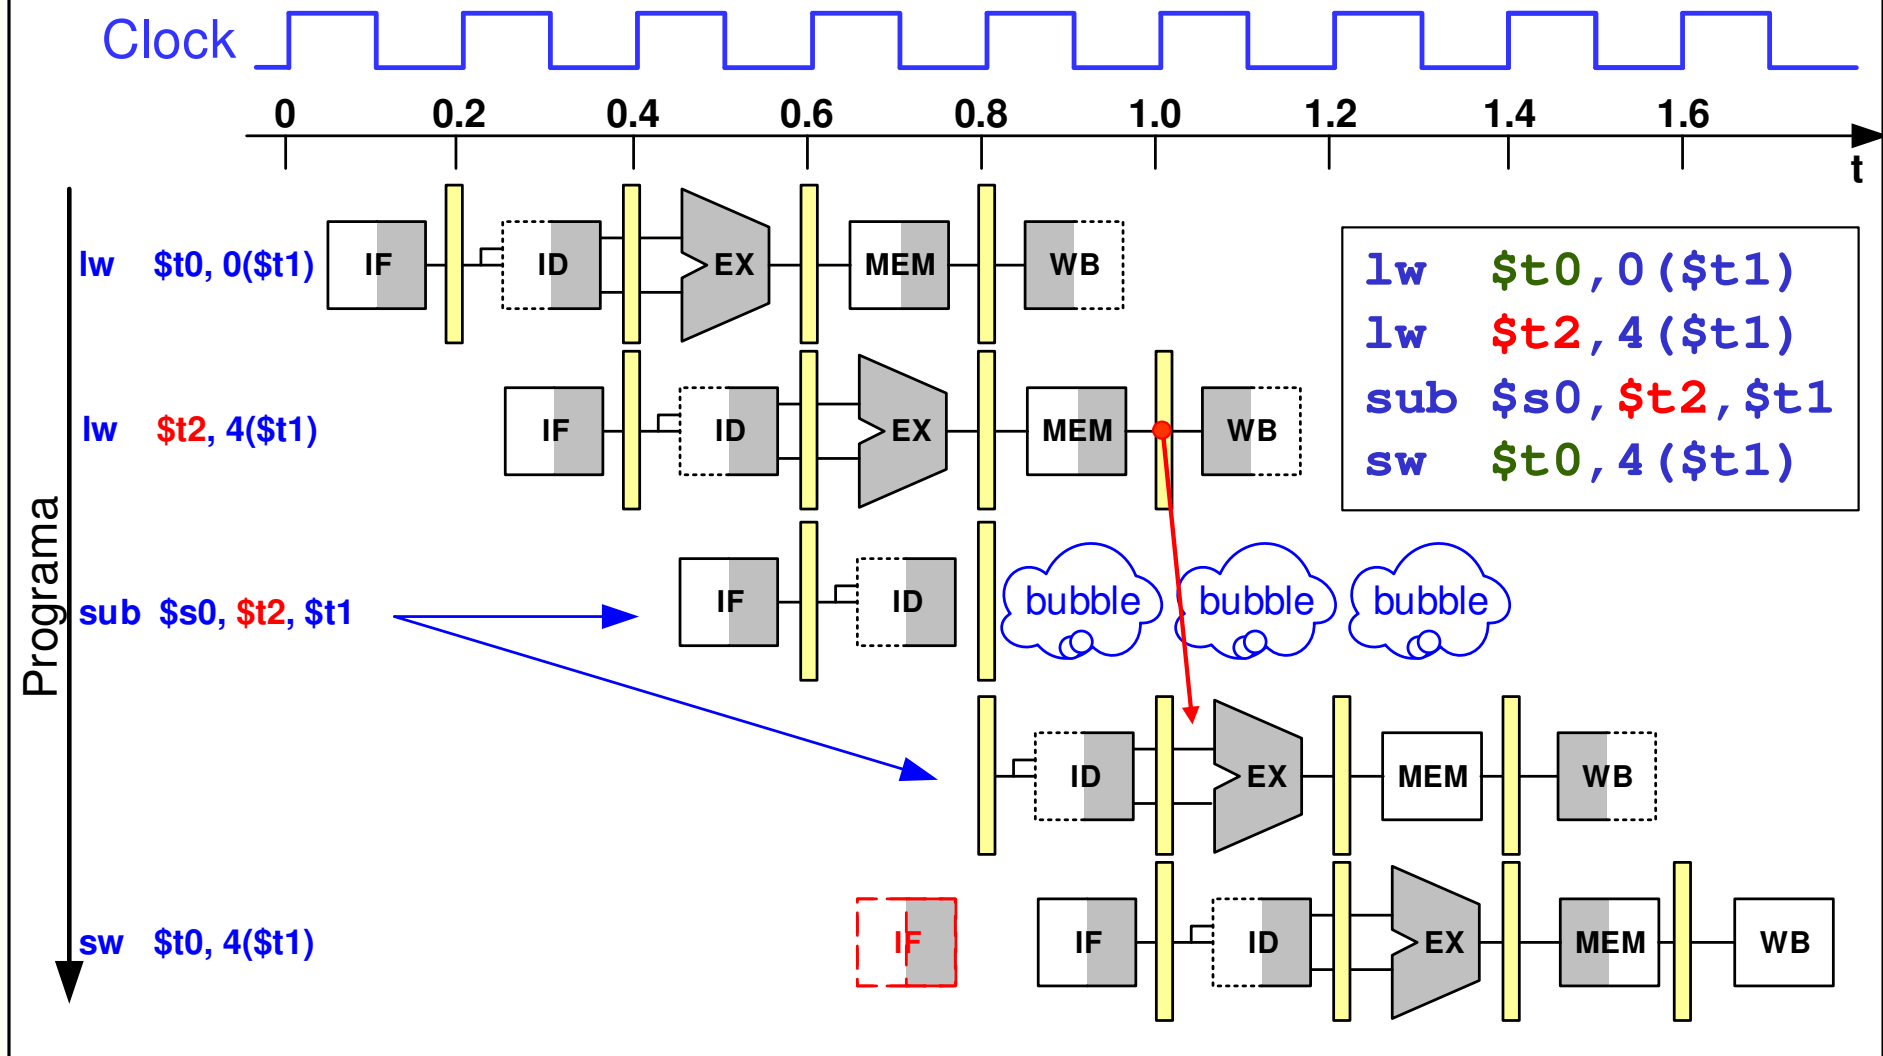 Clock
0 0.2 0.4 0.6 0.8 1.0 1.2 1.4 1.6
t
Programa
lw $t0, 0($t1) IF ID EX MEM WB
lw $t2, 4($t1) IF ID EX MEM WB
sub $s0, $t2, $t1 IF ID bubble bubble bubble
ID EX MEM WB
sw $t0, 4($t1) IF IF ID EX MEM WB
lw $t0,0($t1)
lw $t2,4($t1)
sub $s0,$t2,$t1
sw $t0,4($t1)